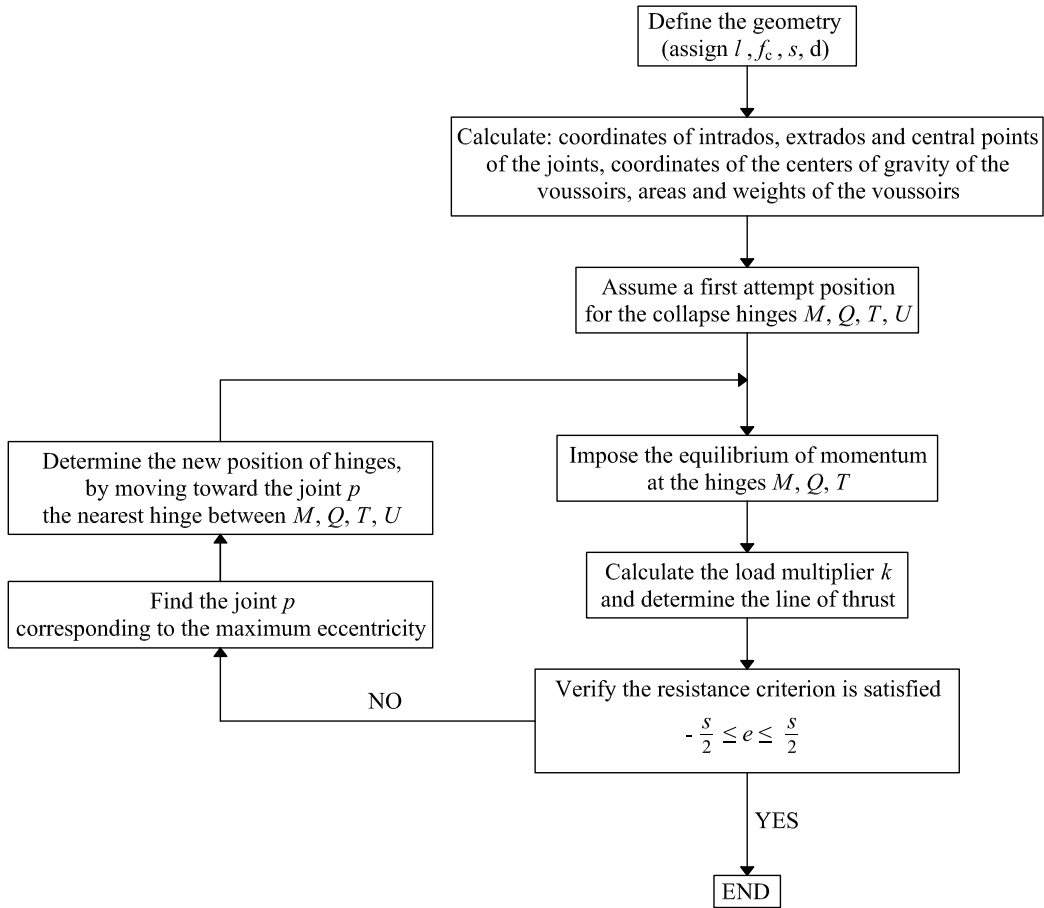 Define the geometry
(assign l , fc , s, d)
Calculate: coordinates of intrados, extrados and central points
of the joints, coordinates of the centers of gravity of the
voussoirs, areas and weights of the voussoirs
Assume a first attempt position
for the collapse hinges M, Q, T, U
Impose the equilibrium of momentum
at the hinges M, Q, T
Calculate the load multiplier k
and determine the line of thrust
Verify the resistance criterion is satisfied
- s/2 ≤ e ≤ s/2
NO
Find the joint p
corresponding to the maximum eccentricity
Determine the new position of hinges,
by moving toward the joint p
the nearest hinge between M, Q, T, U
YES
END